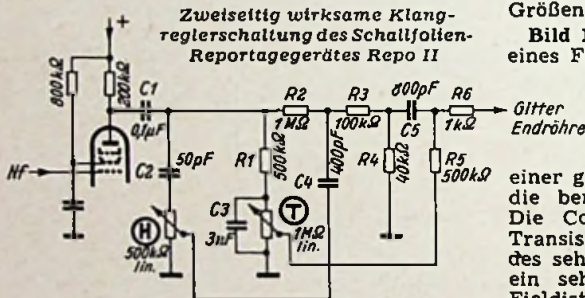 Zweiseitig wirksame Klang-
reglerschaltung des Schallfolien-
Reportagegerätes Repo II
Größen
Bild
eines F
+
800kΩ
200kΩ
C1
0,1µF
Nf
C2
50pF
R1
500kΩ
R2
1MΩ
R3
100kΩ
800pF
C5
R6
1kΩ
Gitter
Endröhre
C4
400pF
R4
40kΩ
R5
500kΩ
H
500kΩ
lin.
C3
T
1MΩ
lin.
einer g
die ber
Die Co
Transis
des seh
ein seh